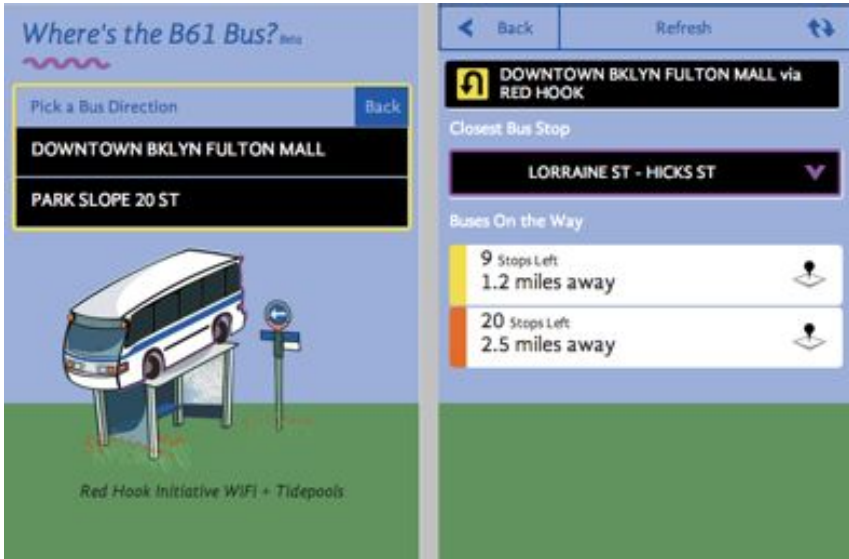 Where's the B61 Bus? Beta
Pick a Bus Direction Back
DOWNTOWN BKLYN FULTON MALL
PARK SLOPE 20 ST
Red Hook Initiative WiFi + Tidepools
Back Refresh
DOWNTOWN BKLYN FULTON MALL via
RED HOOK
Closest Bus Stop
LORRAINE ST - HICKS ST
Buses On the Way
9 Stops Left
1.2 miles away
20 Stops Left
2.5 miles away